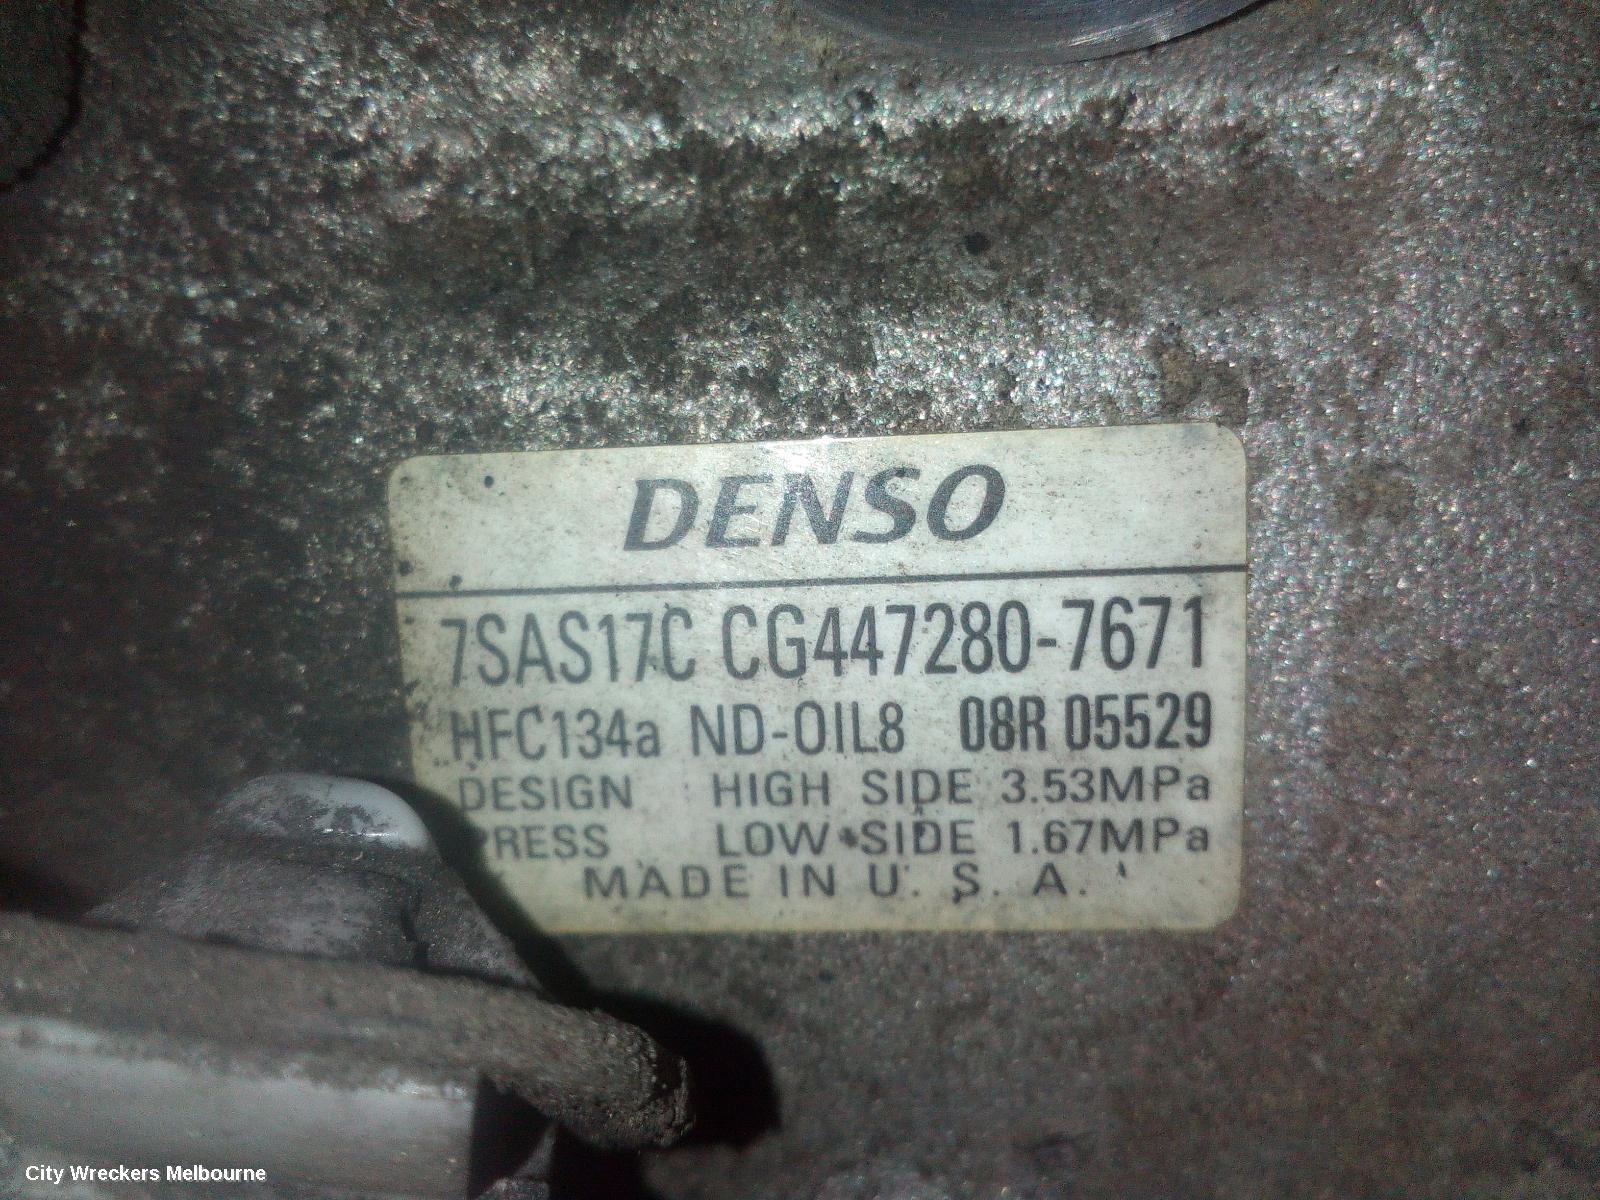 DENSO
7SAS17C CG447280-7671
HFC134a ND-OIL8 08R 05529
DESIGN HIGH SIDE 3.53MPa
PRESS LOW SIDE 1.67MPa
MADE IN U. S. A.
City Wreckers Melbourne